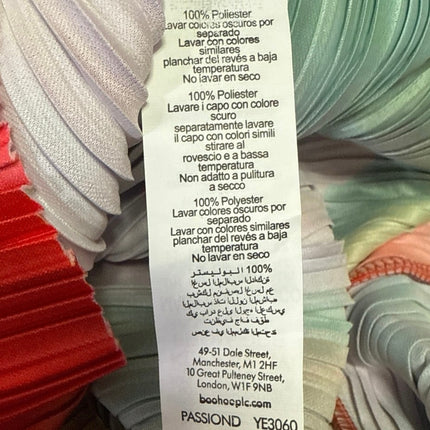 100% Poliester
Lavar colores oscuros por
separado
Lavar con colores
similares
planchar del revés a baja
temperatura
No lavar en seco
100% Poliester
Lavare i capo con colore
scuro
separatamente lavare
il capo con colori simili
stirare al
rovescio e a bassa
temperatura
Non adatto a pulitura
a secco
100% Polyester
Lavar colores oscuros por
separado
Lavar con colores similares
planchar del revés a baja
temperatura
No lavar en seco
100% البوليستر
49-51 Dale Street,
Manchester, M1 2HF
10 Great Pulteney Street,
London, W1F 9NB
boohooplc.com
PASSIOND YE3060